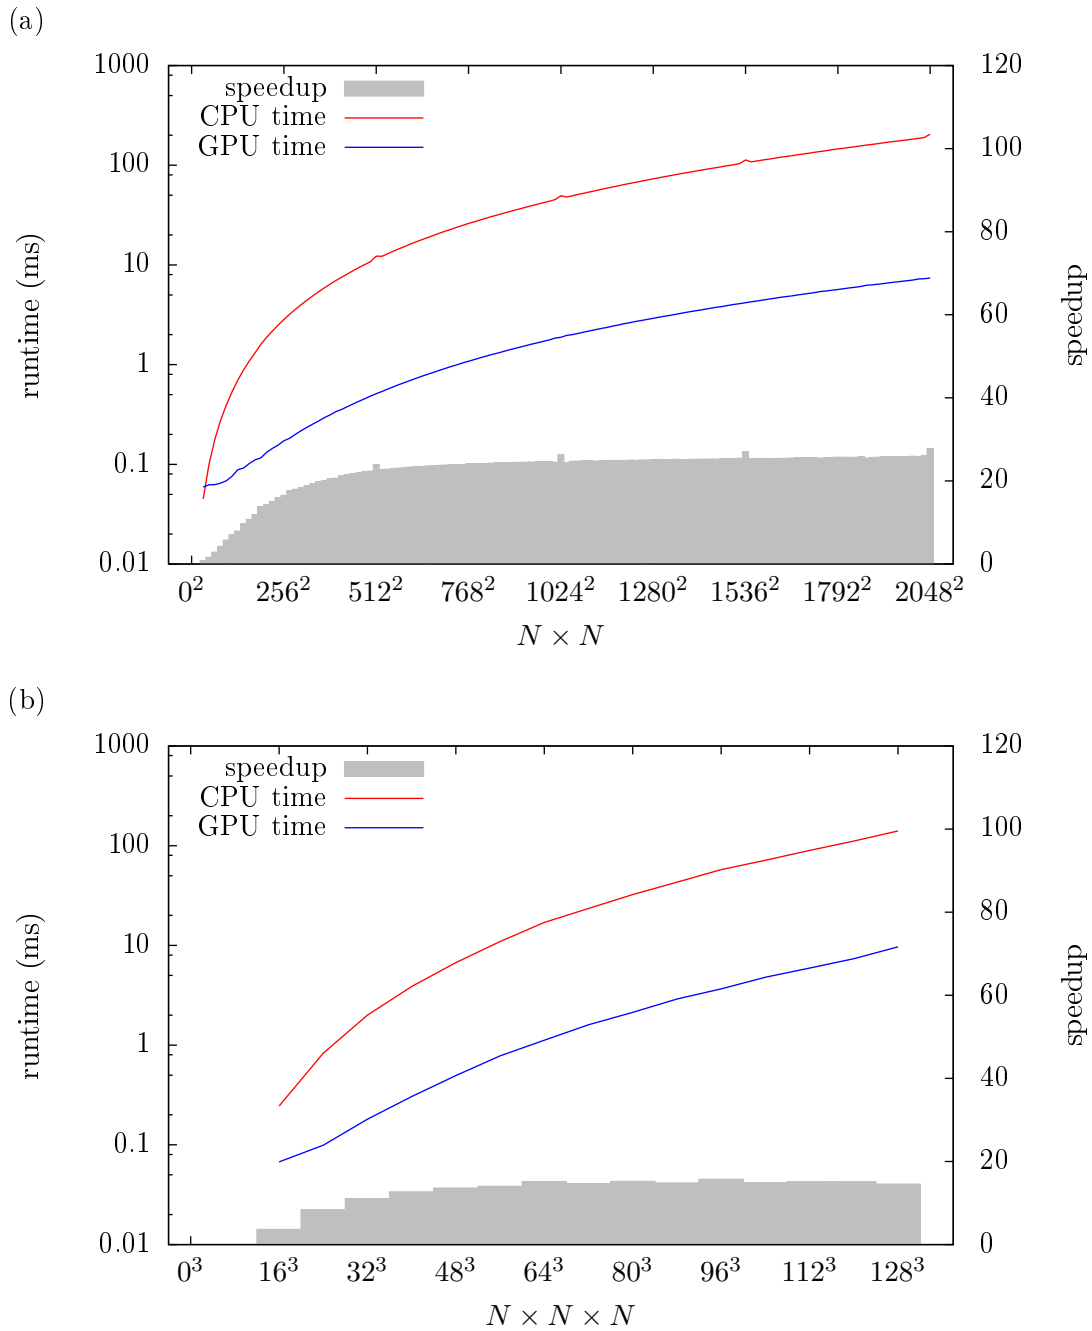 (a)
1000 120
speedup
CPU time
GPU time
100 100
80
10
60
1
40
0.1
20
0.01 0
runtime (ms)
speedup
0² 256² 512² 768² 1024² 1280² 1536² 1792² 2048²
N × N
(b)
1000 120
speedup
CPU time
GPU time
100 100
80
10
60
1
40
0.1 20
0.01 0
runtime (ms)
speedup
0³ 16³ 32³ 48³ 64³ 80³ 96³ 112³ 128³
N × N × N